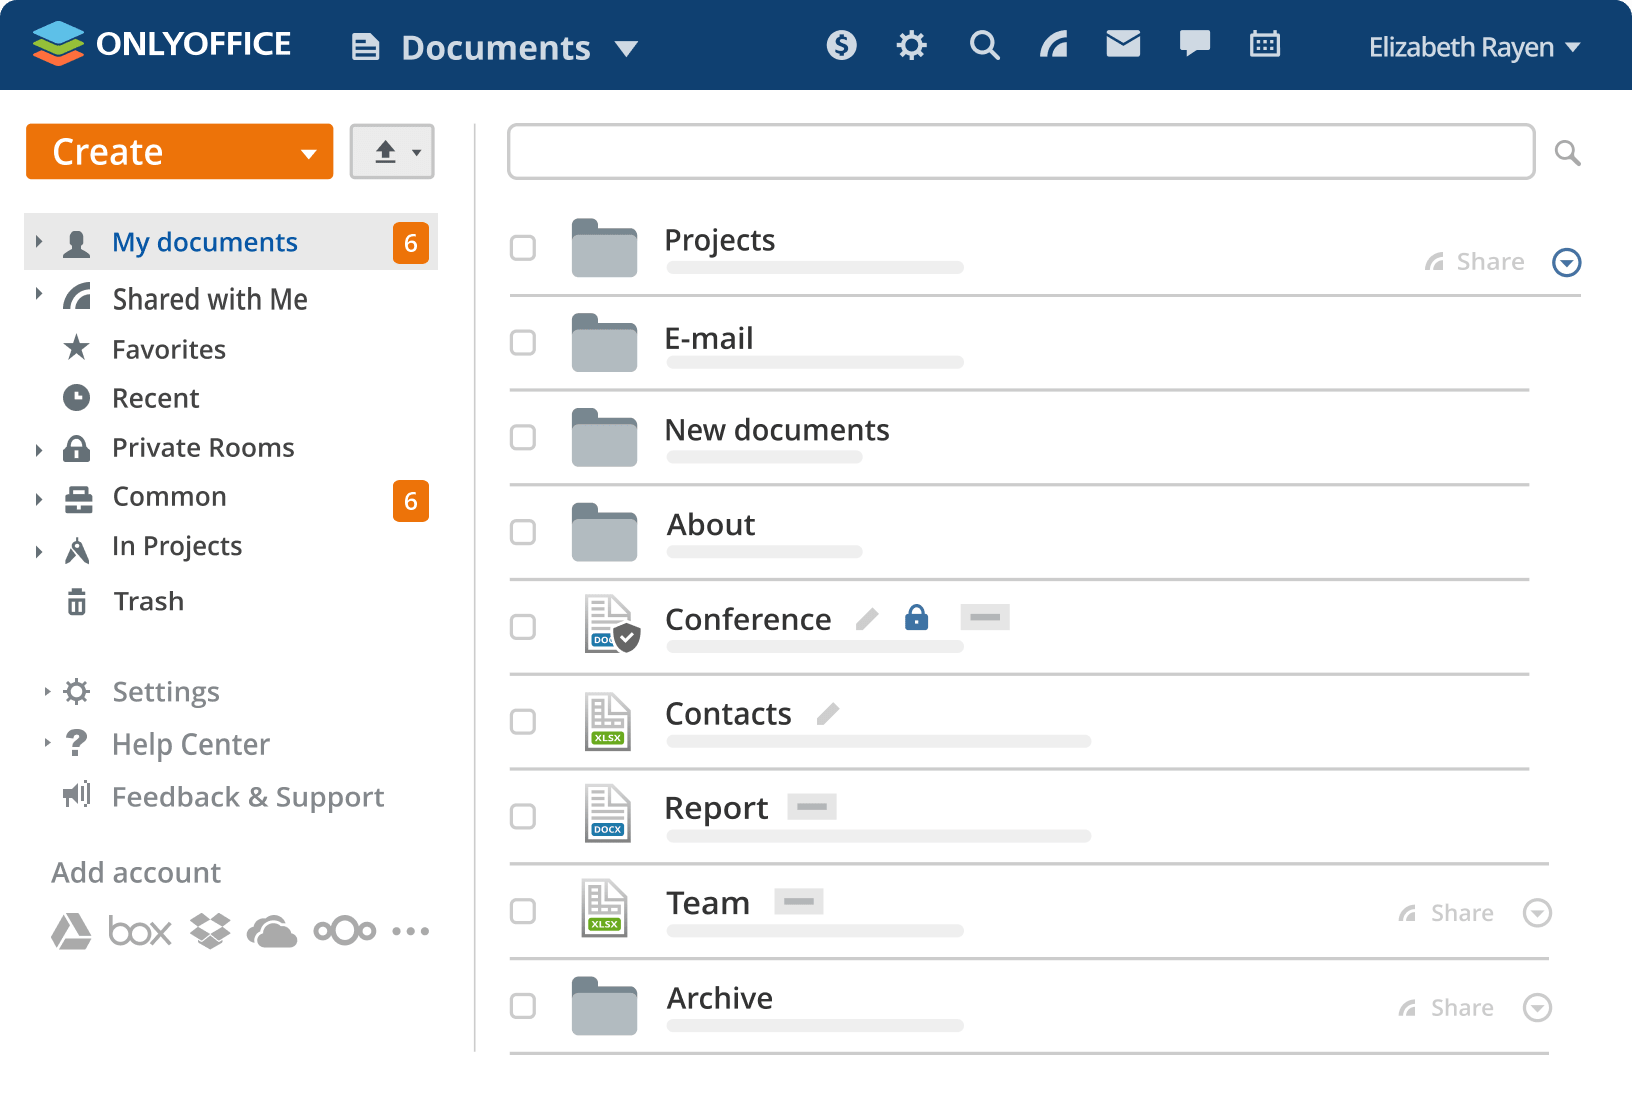 ONLYOFFICE
Documents
Elizabeth Rayen
Create
My documents 6
Shared with Me
Favorites
Recent
Private Rooms
Common 6
In Projects
Trash
Settings
Help Center
Feedback & Support
Add account
box
Projects
Share
E-mail
New documents
About
DOCX
Conference
XLSX
Contacts
DOCX
Report
XLSX
Team
Share
Archive
Share